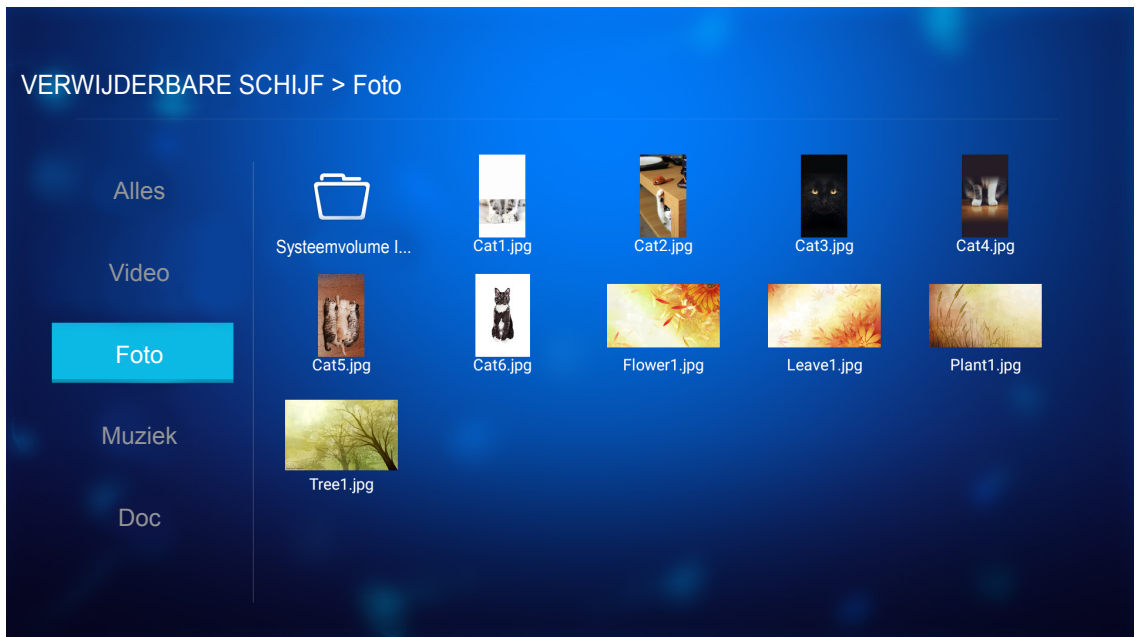 VERWIJDERBARE SCHIJF > Foto
Alles
Video
Foto
Muziek
Doc
Systeemvolume I...
Cat1.jpg
Cat2.jpg
Cat3.jpg
Cat4.jpg
Cat5.jpg
Cat6.jpg
Flower1.jpg
Leave1.jpg
Plant1.jpg
Tree1.jpg